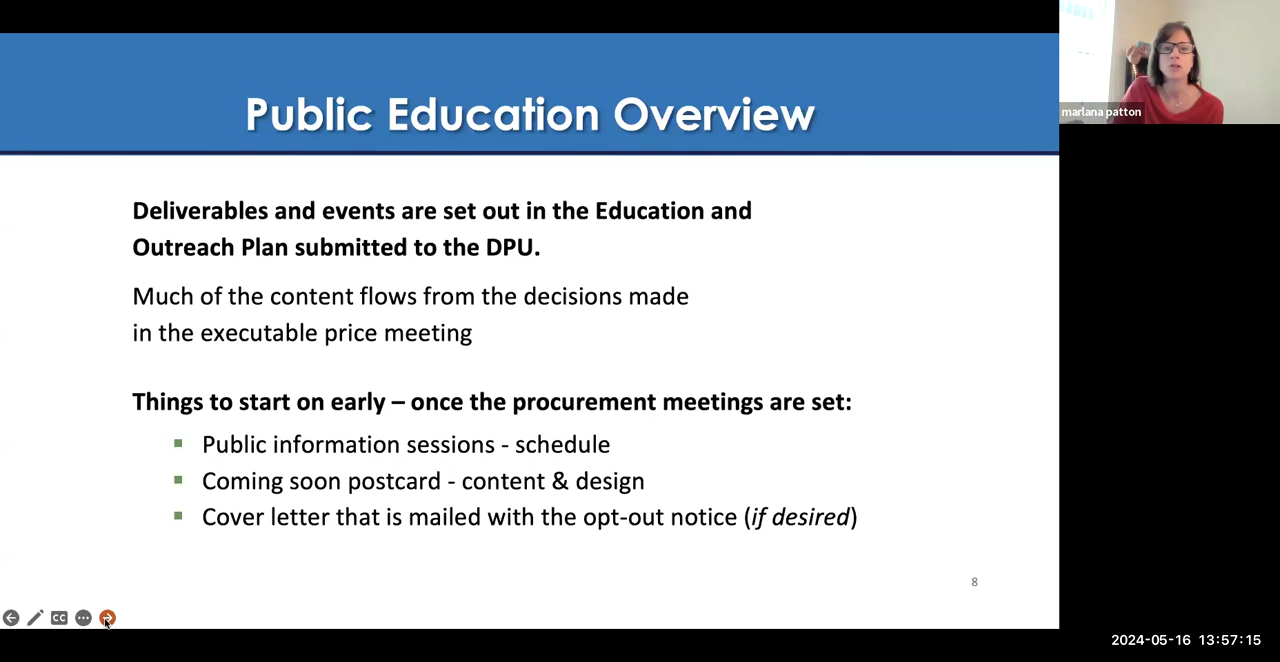 Public Education Overview
marlana patton
Deliverables and events are set out in the Education and
Outreach Plan submitted to the DPU.
Much of the content flows from the decisions made
in the executable price meeting
Things to start on early – once the procurement meetings are set:
Public information sessions - schedule
Coming soon postcard - content & design
Cover letter that is mailed with the opt-out notice (if desired)
8
CC
2024-05-16 13:57:15